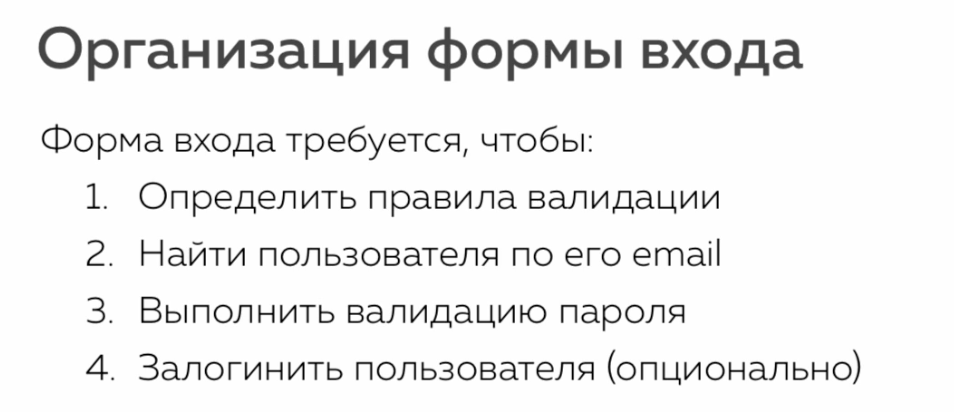 Организация формы входа
Форма входа требуется, чтобы:
1. Определить правила валидации
2. Найти пользователя по его email
3. Выполнить валидацию пароля
4. Залогинить пользователя (опционально)